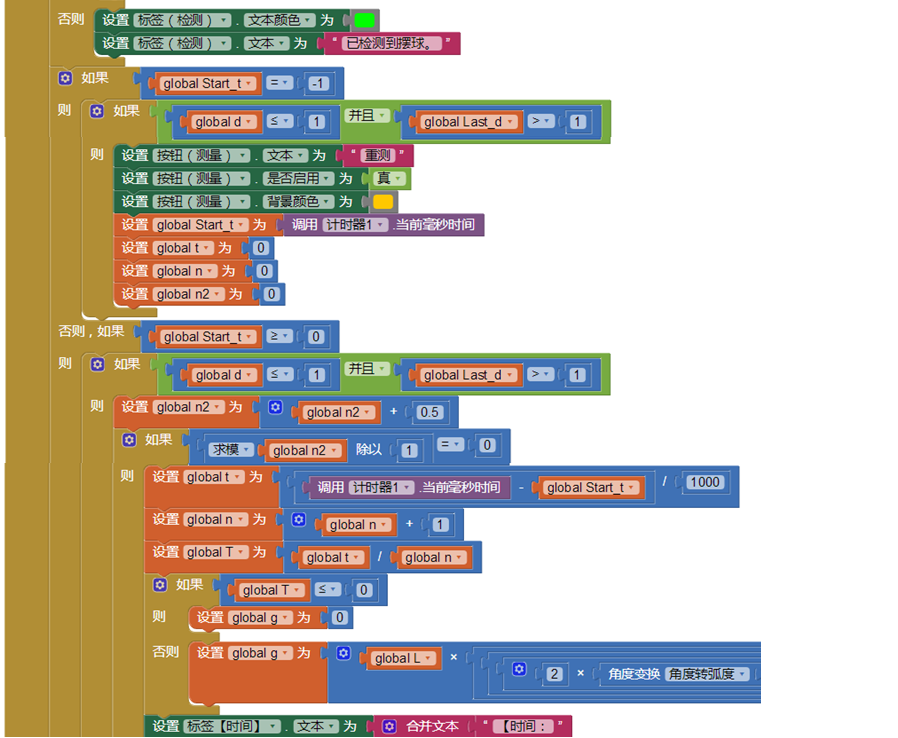 否则 设置 标签（检测） . 文本颜色 为
设置 标签（检测） . 文本 为 “ 已检测到摆球。 ”
如果 global Start_t = -1
则 如果 global d ≤ 1 并且 global Last_d > 1
则 设置 按钮（测量） . 文本 为 “ 重测 ”
设置 按钮（测量） . 是否启用 为 真
设置 按钮（测量） . 背景颜色 为
设置 global Start_t 为 调用 计时器1 .当前毫秒时间
设置 global t 为 0
设置 global n 为 0
设置 global n2 为 0
否则，如果 global Start_t ≥ 0
则 如果 global d ≤ 1 并且 global Last_d > 1
则 设置 global n2 为 global n2 + 0.5
如果 求模 global n2 除以 1 = 0
则 设置 global t 为 调用 计时器1 .当前毫秒时间 - global Start_t / 1000
设置 global n 为 global n + 1
设置 global T 为 global t / global n
如果 global T ≤ 0
则 设置 global g 为 0
否则 设置 global g 为 global L × 2 × 角度变换 角度转弧度
设置 标签【时间】 . 文本 为 合并文本 “ 【时间： ”